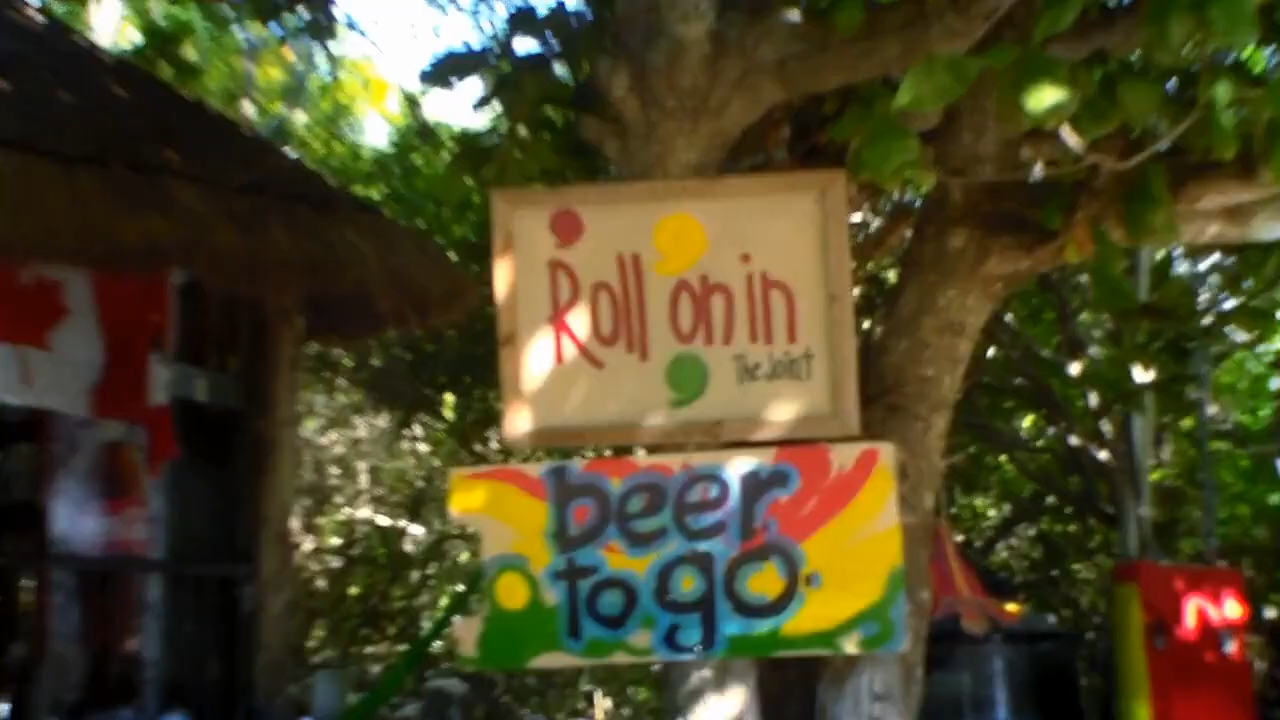 Roll on in
The Joint
beer
to go.